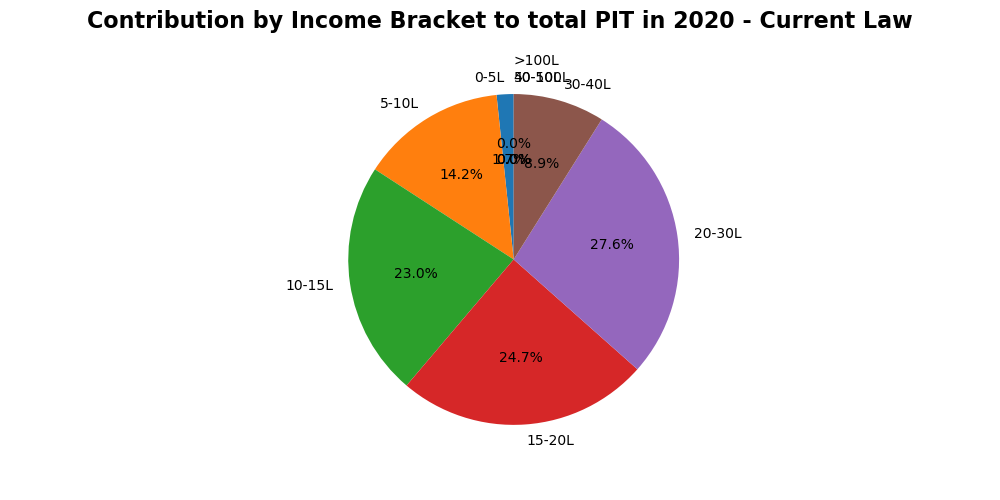 Contribution by Income Bracket to total PIT in 2020 - Current Law
>100L
0-5L
30-40L
5-10L
0.0%
8.9%
14.2%
20-30L
27.6%
23.0%
10-15L
24.7%
15-20L